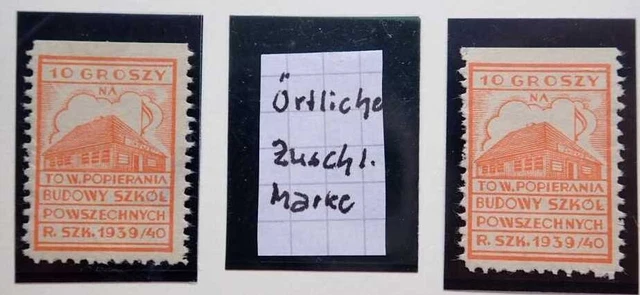 10 GROSZY
NA
TOW. POPIERANIA
BUDOWY SZKÓŁ
POWSZECHNYCH
R. SZK. 1939/40
Örtliche
Zuschl.
Marke
10 GROSZY
NA
TOW. POPIERANIA
BUDOWY SZKÓŁ
POWSZECHNYCH
R. SZK. 1939/40